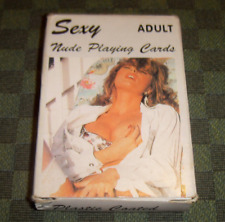 Sexy ADULT
Nude Playing Cards
Plastic Coated